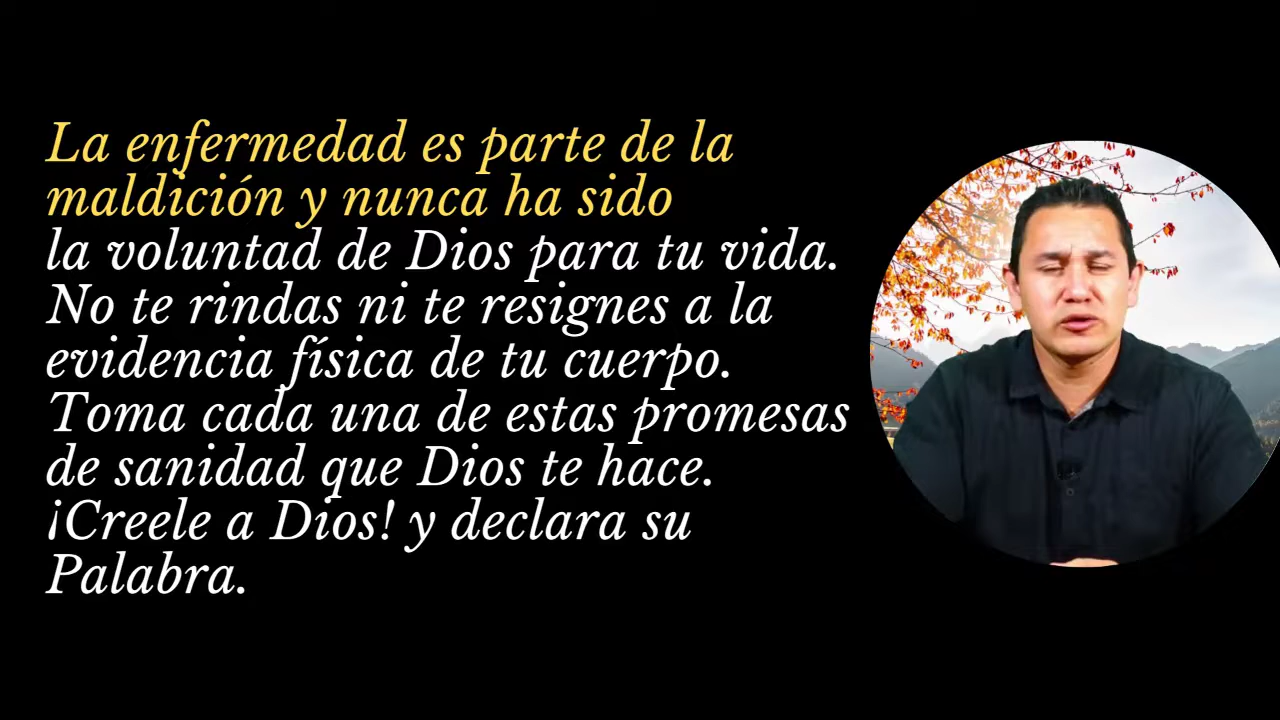 La enfermedad es parte de la
maldición y nunca ha sido
la voluntad de Dios para tu vida.
No te rindas ni te resignes a la
evidencia física de tu cuerpo.
Toma cada una de estas promesas
de sanidad que Dios te hace.
¡Creele a Dios! y declara su
Palabra.